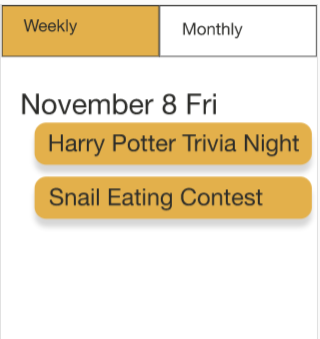 Weekly
Monthly
November 8 Fri
Harry Potter Trivia Night
Snail Eating Contest